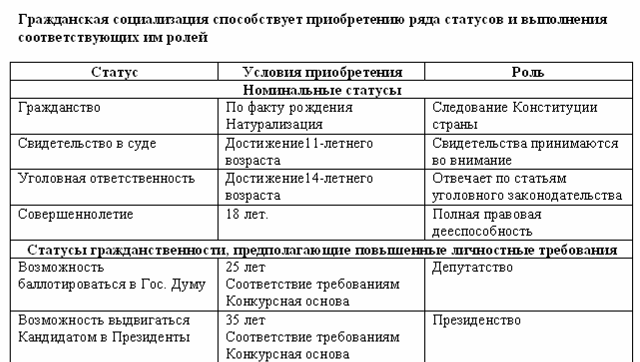 Гражданская социализация способствует приобретению ряда статусов и выполнения
соответствующих им ролей
Статус Условия приобретения Роль
Номинальные статусы
Гражданство По факту рождения Следование Конституции
Натурализация страны
Свидетельство в суде Достижение11-летнего Свидетельства принимаются
возраста во внимание
Уголовная ответственность Достижение14-летнего Отвечает по статьям
возраста уголовного законодательства
Совершеннолетие 18 лет. Полная правовая
дееспособность
Статусы гражданственности, предполагающие повышенные личностные требования
Возможность 25 лет Депутатство
баллотироваться в Гос. Думу Соответствие требованиям
Конкурсная основа
Возможность выдвигаться 35 лет Президенство
Кандидатом в Президенты Соответствие требованиям
Конкурсная основа